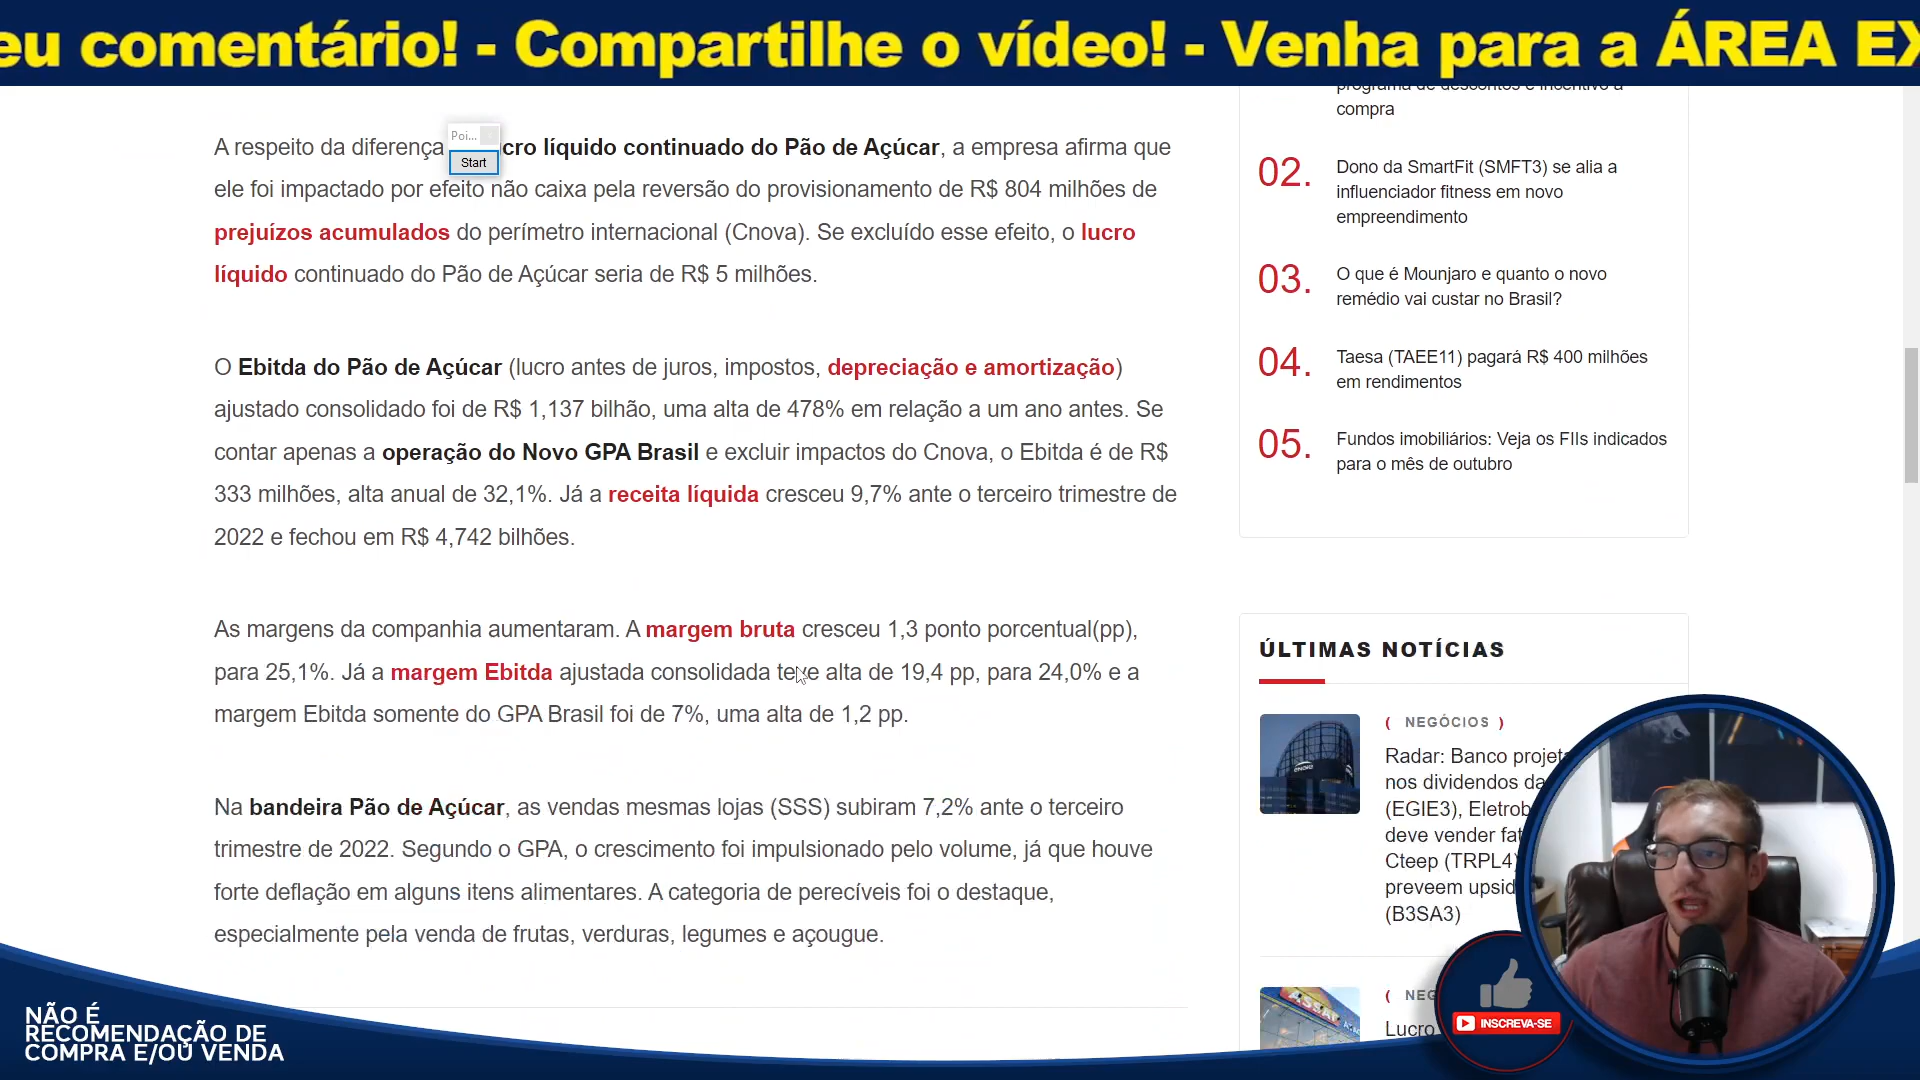 eu comentário! - Compartilhe o vídeo! - Venha para a ÁREA EX
A respeito da diferença
cro líquido continuado do Pão de Açúcar, a empresa afirma que
ele foi impactado por efeito não caixa pela reversão do provisionamento de R$ 804 milhões de
prejuízos acumulados do perímetro internacional (Cnova). Se excluído esse efeito, o lucro
líquido continuado do Pão de Açúcar seria de R$ 5 milhões.
Poi...
Start
O Ebitda do Pão de Açúcar (lucro antes de juros, impostos, depreciação e amortização)
ajustado consolidado foi de R$ 1,137 bilhão, uma alta de 478% em relação a um ano antes. Se
contar apenas a operação do Novo GPA Brasil e excluir impactos do Cnova, o Ebitda é de R$
333 milhões, alta anual de 32,1%. Já a receita líquida cresceu 9,7% ante o terceiro trimestre de
2022 e fechou em R$ 4,742 bilhões.
As margens da companhia aumentaram. A margem bruta cresceu 1,3 ponto porcentual(pp),
para 25,1%. Já a margem Ebitda ajustada consolidada teve alta de 19,4 pp, para 24,0% e a
margem Ebitda somente do GPA Brasil foi de 7%, uma alta de 1,2 pp.
Na bandeira Pão de Açúcar, as vendas mesmas lojas (SSS) subiram 7,2% ante o terceiro
trimestre de 2022. Segundo o GPA, o crescimento foi impulsionado pelo volume, já que houve
forte deflação em alguns itens alimentares. A categoria de perecíveis foi o destaque,
especialmente pela venda de frutas, verduras, legumes e açougue.
programa de descontos e incentivo à
compra
02. Dono da SmartFit (SMFT3) se alia a
influenciador fitness em novo
empreendimento
03. O que é Mounjaro e quanto o novo
remédio vai custar no Brasil?
04. Taesa (TAEE11) pagará R$ 400 milhões
em rendimentos
05. Fundos imobiliários: Veja os FIIs indicados
para o mês de outubro
ÚLTIMAS NOTÍCIAS
( NEGÓCIOS )
Radar: Banco projeta
nos dividendos da
(EGIE3), Eletrob
deve vender fat
Cteep (TRPL4)
preveem upsid
(B3SA3)
engie
( NEG
Lucro
ASSAÍ
INSCREVA-SE
NÃO É
RECOMENDAÇÃO DE
COMPRA E/OU VENDA